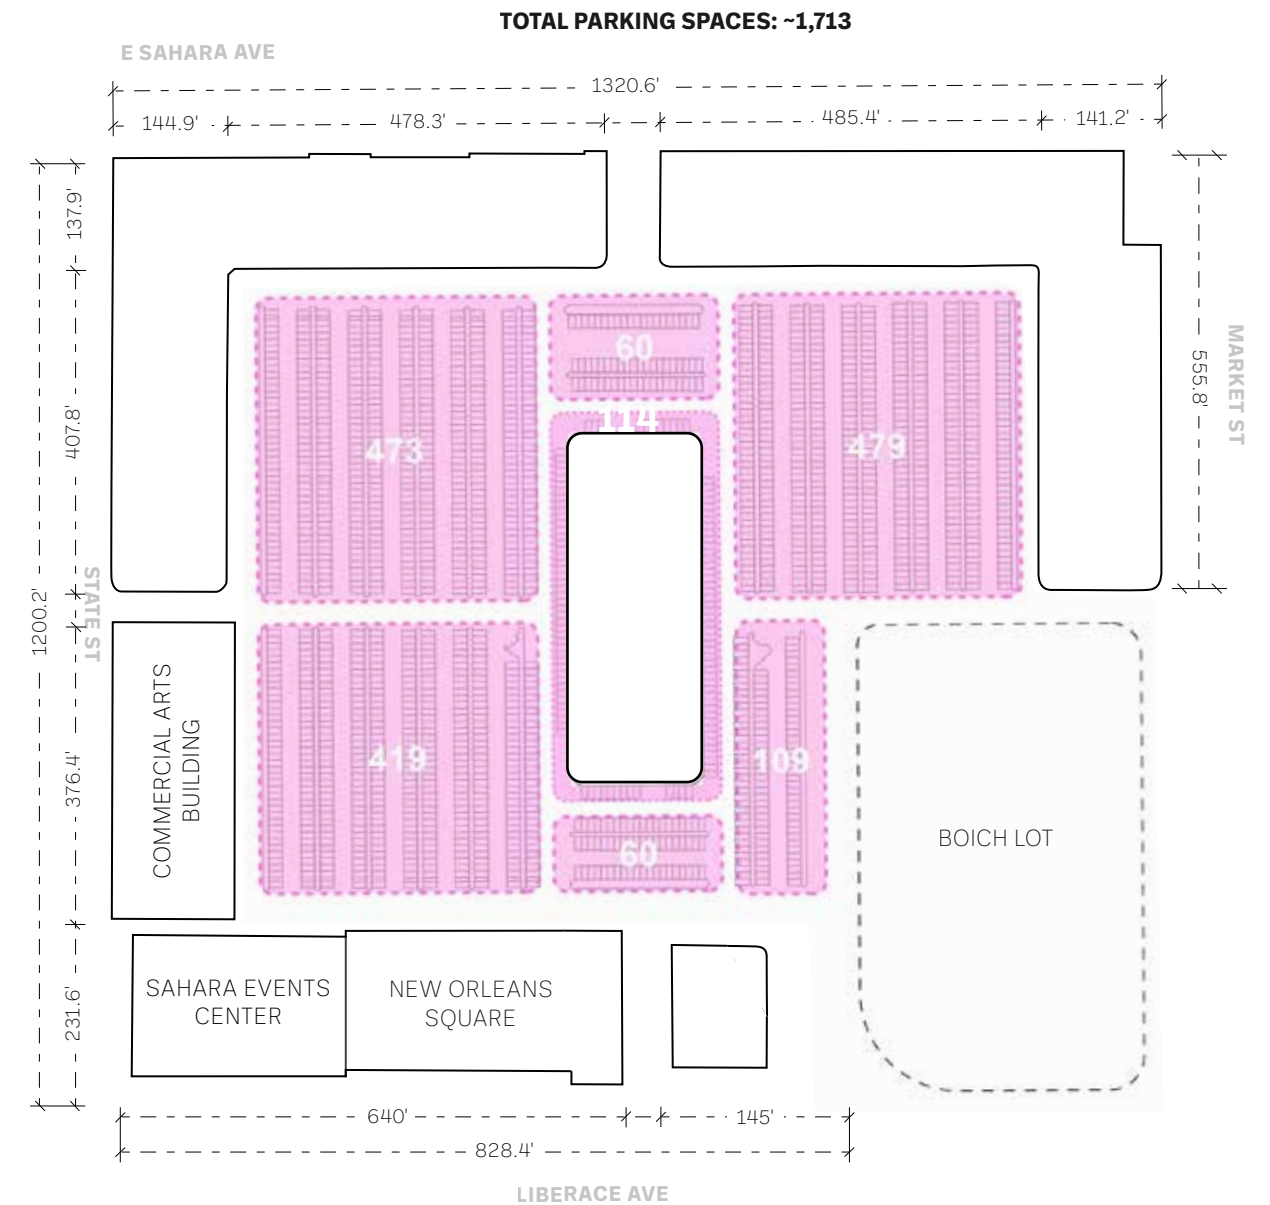 TOTAL PARKING SPACES: ~1,713
E SAHARA AVE
1320.6'
144.9'
478.3'
485.4'
141.2'
137.9'
407.8'
1200.2'
STATE ST
376.4'
231.6'
555.8'
MARKET ST
60
114
473
479
419
109
60
COMMERCIAL ARTS
BUILDING
BOICH LOT
SAHARA EVENTS
CENTER
NEW ORLEANS
SQUARE
640'
145'
828.4'
LIBERACE AVE